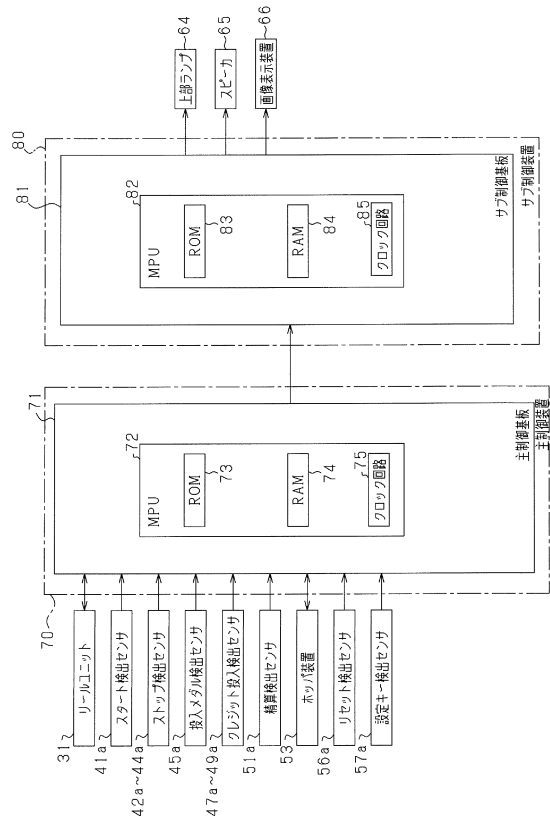 31
リールユニット
41a
スタート検出センサ
42a~44a
ストップ検出センサ
45a
投入メダル検出センサ
47a~49a
クレジット投入検出センサ
51a
精算検出センサ
53
ホッパ装置
56a
リセット検出センサ
57a
設定キー検出センサ
70
71
72
MPU
ROM
73
RAM
74
75
クロック回路
主制御基板
主制御装置
80
81
82
MPU
ROM
83
RAM
84
85
クロック回路
サブ制御基板
サブ制御装置
上部ランプ
64
スピーカ
65
画像表示装置
66